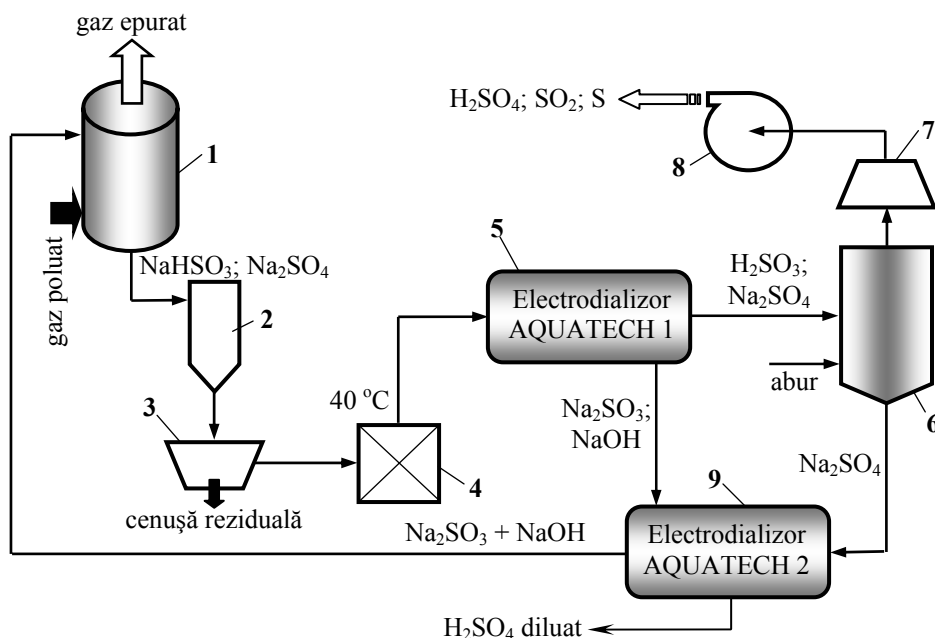 gaz epurat
H₂SO₄; SO₂; S
7
8
1
gaz poluat
NaHSO₃; Na₂SO₄
2
5
Electrodializor
AQUATECH 1
H₂SO₃;
Na₂SO₄
abur
6
40 °C
3
4
cenuşă reziduală
Na₂SO₃;
NaOH
Na₂SO₄
9
Electrodializor
AQUATECH 2
Na₂SO₃ + NaOH
H₂SO₄ diluat